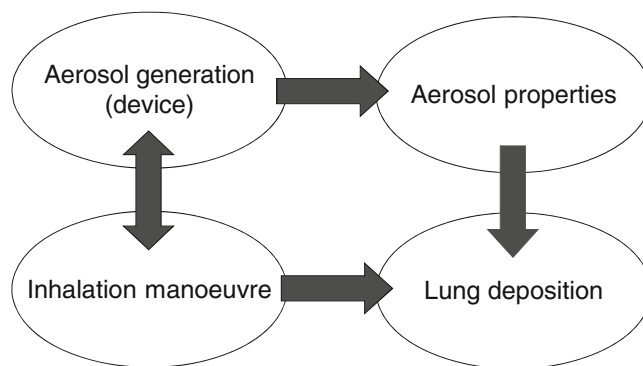 Aerosol generation
(device)
Aerosol properties
Inhalation manoeuvre
Lung deposition